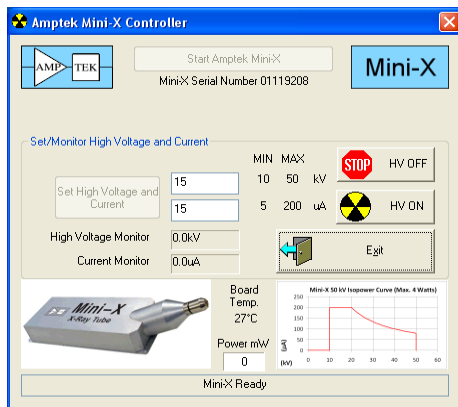 Amptek Mini-X Controller
AMP TEK
Start Amptek Mini-X
Mini-X Serial Number 01119208
Mini-X
Set/Monitor High Voltage and Current
MIN MAX
Set High Voltage and
Current
15
10 50 kV
15
5 200 uA
STOP HV OFF
HV ON
High Voltage Monitor 0.0kV
Current Monitor 0.0uA
Exit
Mini-X
X-Ray Tube
Board
Temp.
27°C
Power mW
0
Mini-X 50 kV Isopower Curve (Max. 4 Watts)
250
200
150
100
50
0
(µA)
(kV)
0 10 20 30 40 50 60
Mini-X Ready